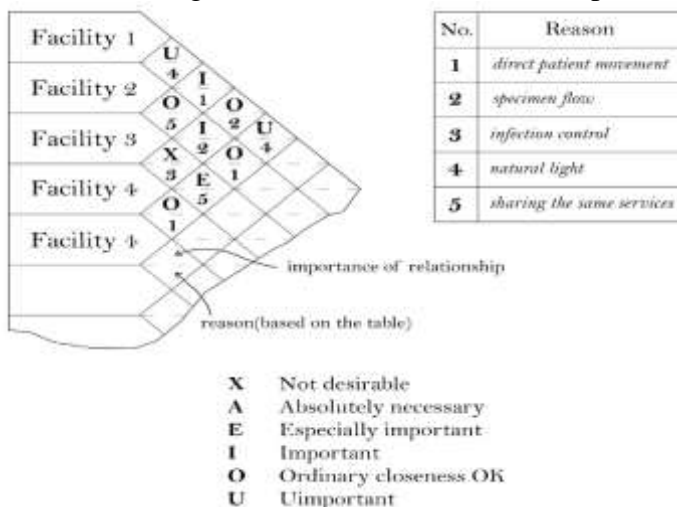 Facility 1
Facility 2
Facility 3
Facility 4
Facility 4
U
4
I
1
O
2
U
4
O
5
I
2
O
1
X
3
E
5
O
1
importance of relationship
reason(based on the table)
No. Reason
1 direct patient movement
2 specimen flow
3 infection control
4 natural light
5 sharing the same services
X Not desirable
A Absolutely necessary
E Especially important
I Important
O Ordinary closeness OK
U Uimportant